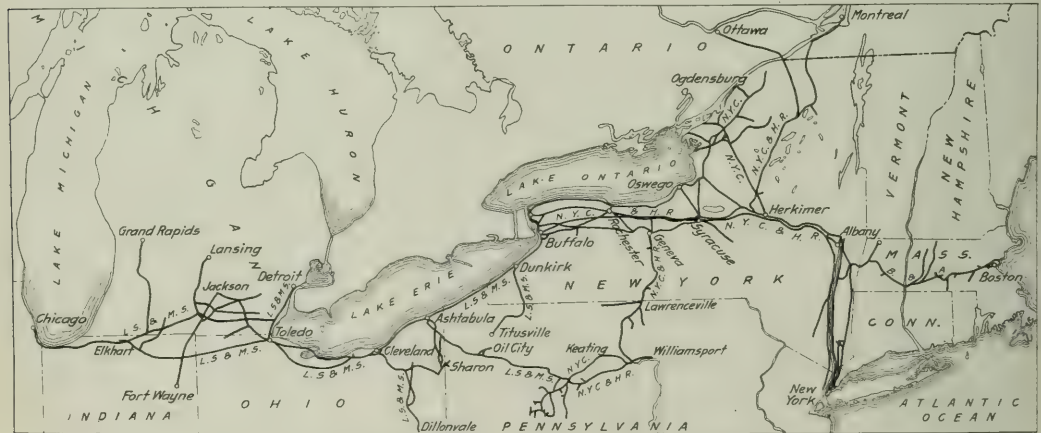 Montreal
Ottawa
ONTARIO
LAKE MICHIGAN
LAKE HURON
M
H
I
G
A
N
Ogdensburg
N.Y.C.
N.Y.C.
N.Y.C.& H.R.
VERMONT
NEW HAMPSHIRE
LAKE ONTARIO
Oswego
N.Y.C. & H.R.
Rochester
Syracuse
N.Y.C. & H.R.
Herkimer
Albany
Grand Rapids
Lansing
Detroit
Jackson
L.S.& M.S.
LAKE ERIE
Buffalo
Geneva
N.Y.C.& H.R.
Dunkirk
L.S.& M.S.
L.S.& M.S.
NEW YORK
MASS.
B. & A.
Boston
Chicago
L.S. & M.S.
Elkhart
L.S.& M.S.
Toledo
L.S & M.S.
Cleveland
Ashtabula
Titusville
Oil City
Sharon
L.S.& M.S.
Lawrenceville
Keating
N.Y.C.
Williamsport
N.Y.C & H.R.
CONN.
Fort Wayne
INDIANA
OHIO
L.S & M.S.
Dillonvale
PENNSYLVANIA
New York
ATLANTIC
OCEAN